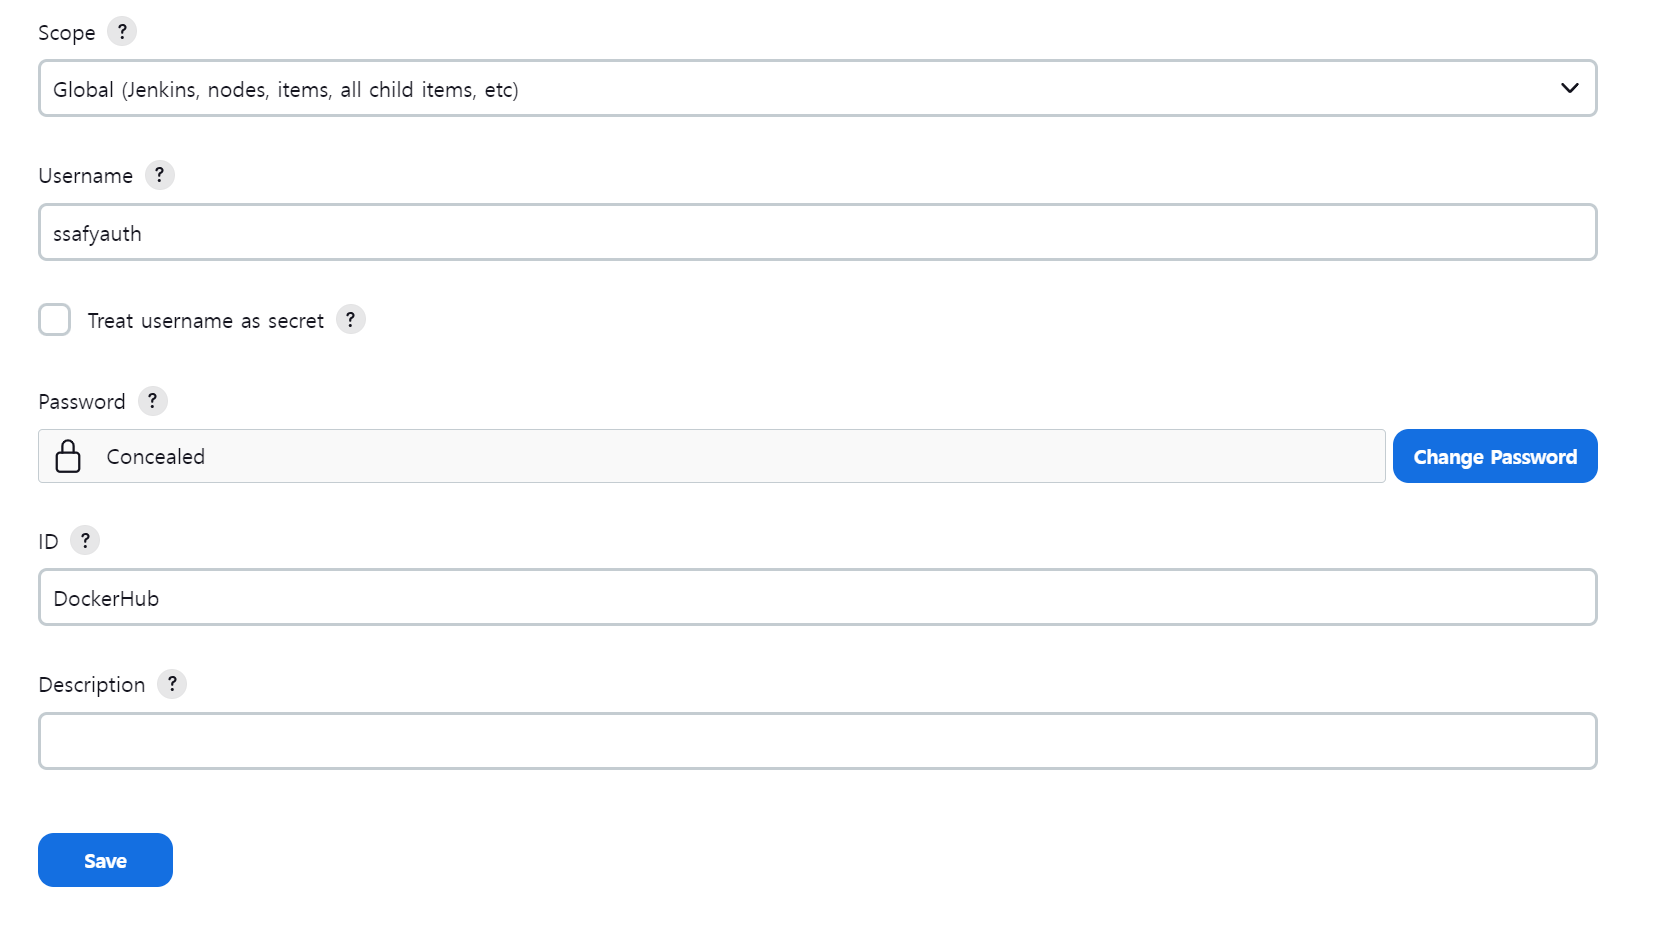 Scope ?
Global (Jenkins, nodes, items, all child items, etc)
Username ?
ssafyauth
Treat username as secret ?
Password ?
Concealed
Change Password
ID ?
DockerHub
Description ?
Save